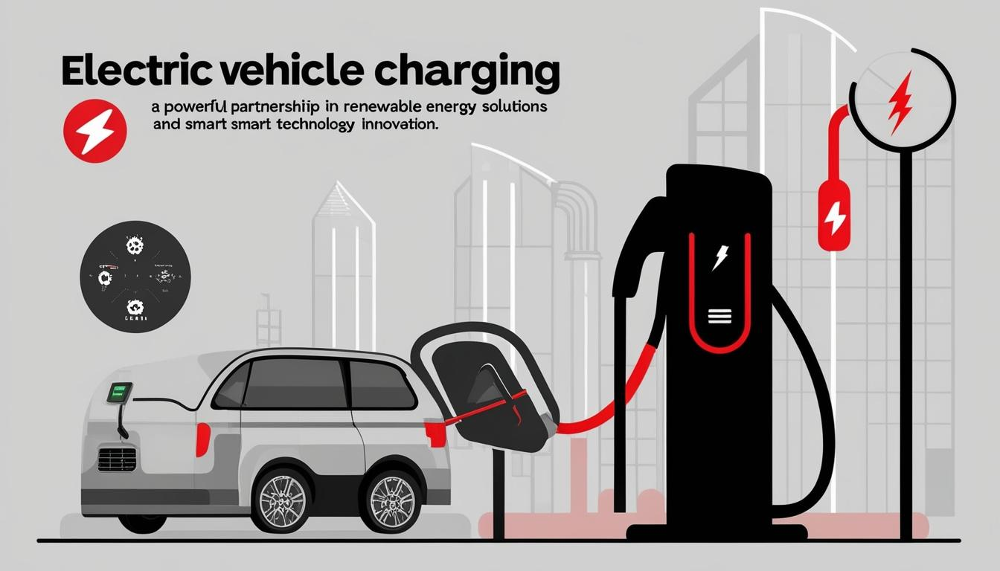 Electric vehicle charging
a powerful partnership in renewable energy solutions
and smart smart technology innovation.